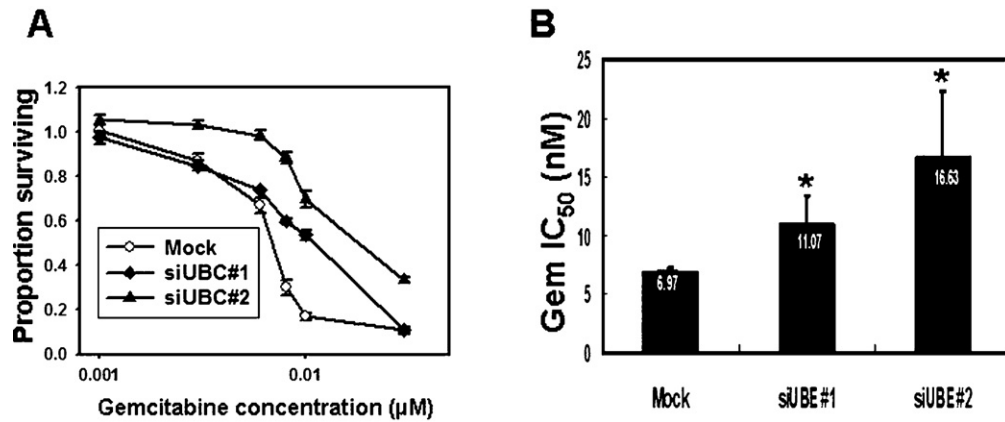 A
Proportion surviving
1.2
1.0
0.8
0.6
0.4
0.2
0.0
Mock
siUBC#1
siUBC#2
0.001
0.01
Gemcitabine concentration (µM)
B
Gem IC50 (nM)
25
20
15
10
5
0
6.97
*
11.07
*
16.63
Mock
siUBE#1
siUBE#2